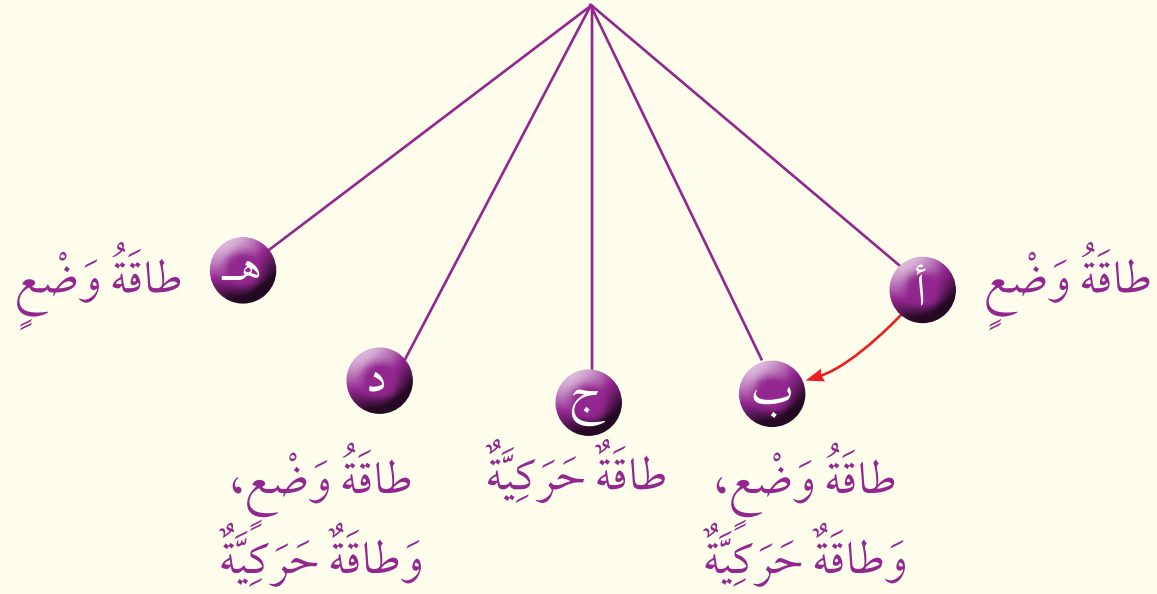 طاقَةُ وَضْعٍ
أ
هـ
طاقَةُ وَضْعٍ
ب
ج
د
طاقَةُ وَضْعٍ،
وَطاقَةٌ حَرَكِيَّةٌ
طاقَةٌ حَرَكِيَّةٌ
طاقَةُ وَضْعٍ،
وَطاقَةٌ حَرَكِيَّةٌ